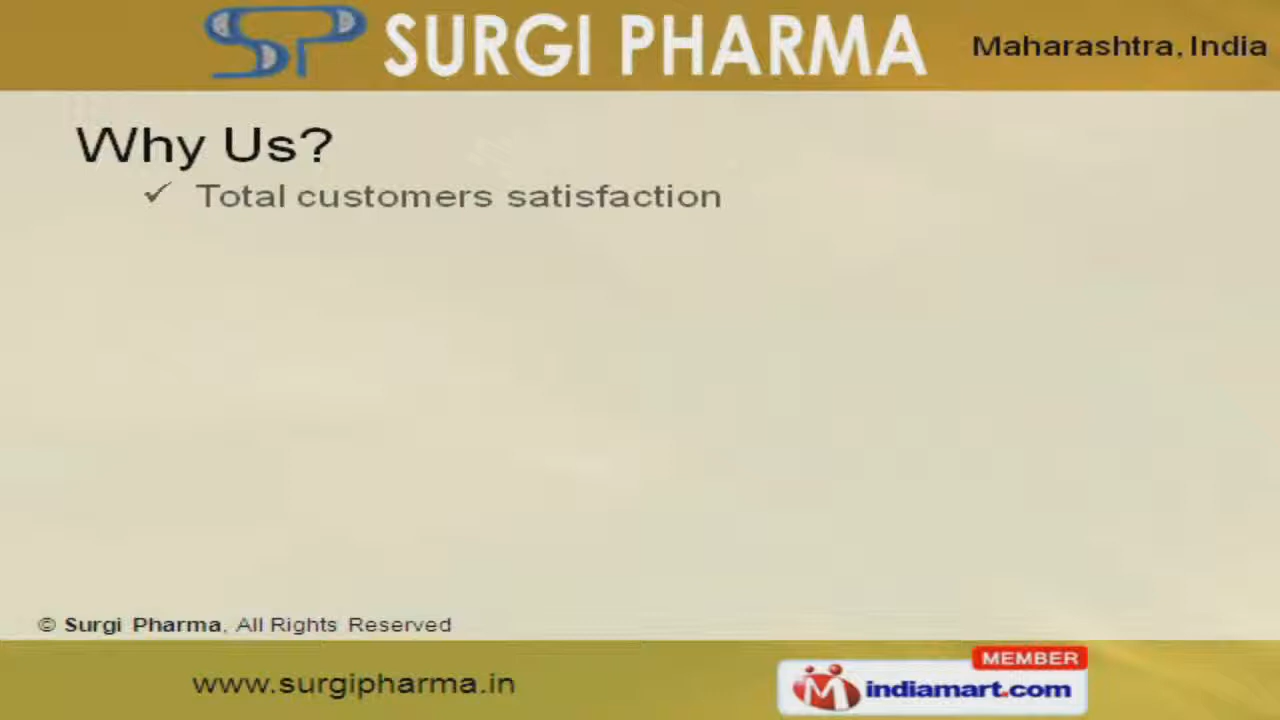 SP SURGI PHARMA
Maharashtra, India
Why Us?
✓ Total customers satisfaction
© Surgi Pharma, All Rights Reserved
www.surgipharma.in
MEMBER
M indiamart.com